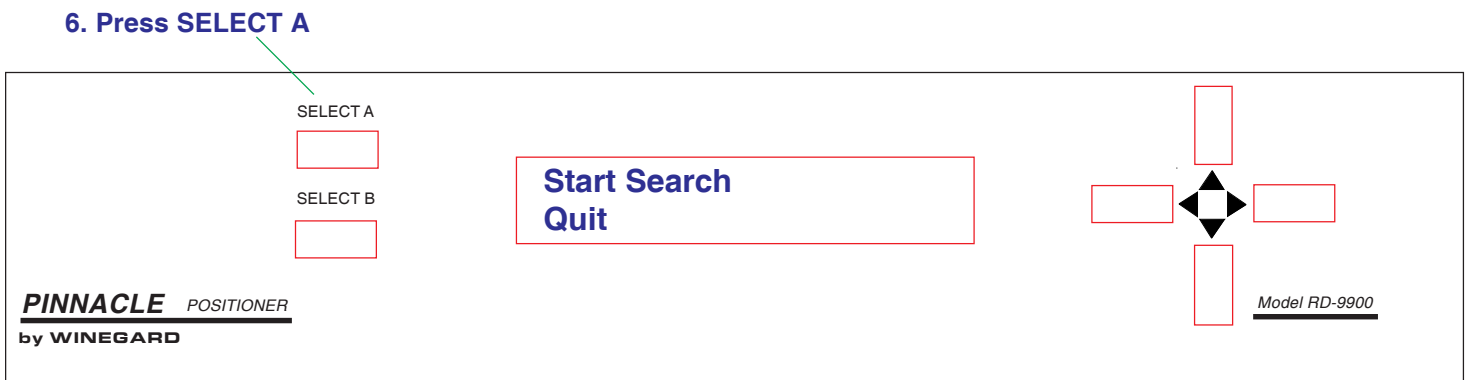 6. Press SELECT A
SELECT A
SELECT B
Start Search
Quit
PINNACLE POSITIONER
by WINEGARD
Model RD-9900